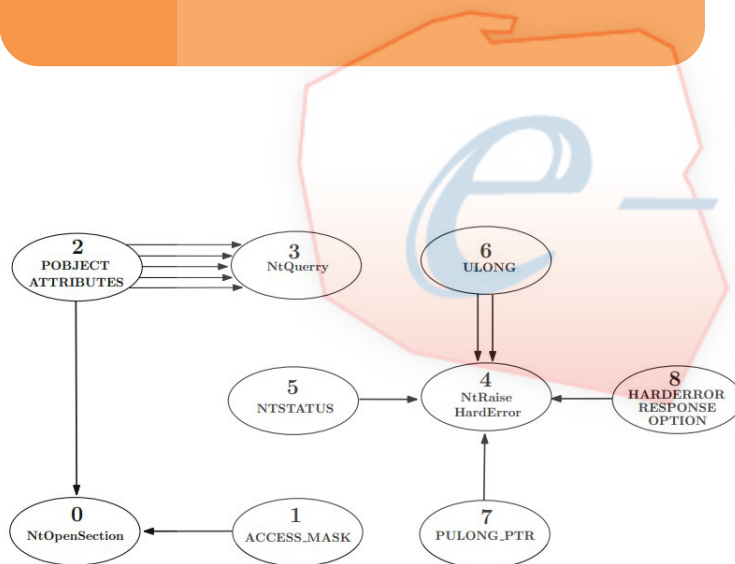 e-
2
POBJECT
ATTRIBUTES
3
NtQuerry
6
ULONG
5
NTSTATUS
4
NtRaise
HardError
8
HARDERROR
RESPONSE
OPTION
0
NtOpenSection
1
ACCESS_MASK
7
PULONG_PTR